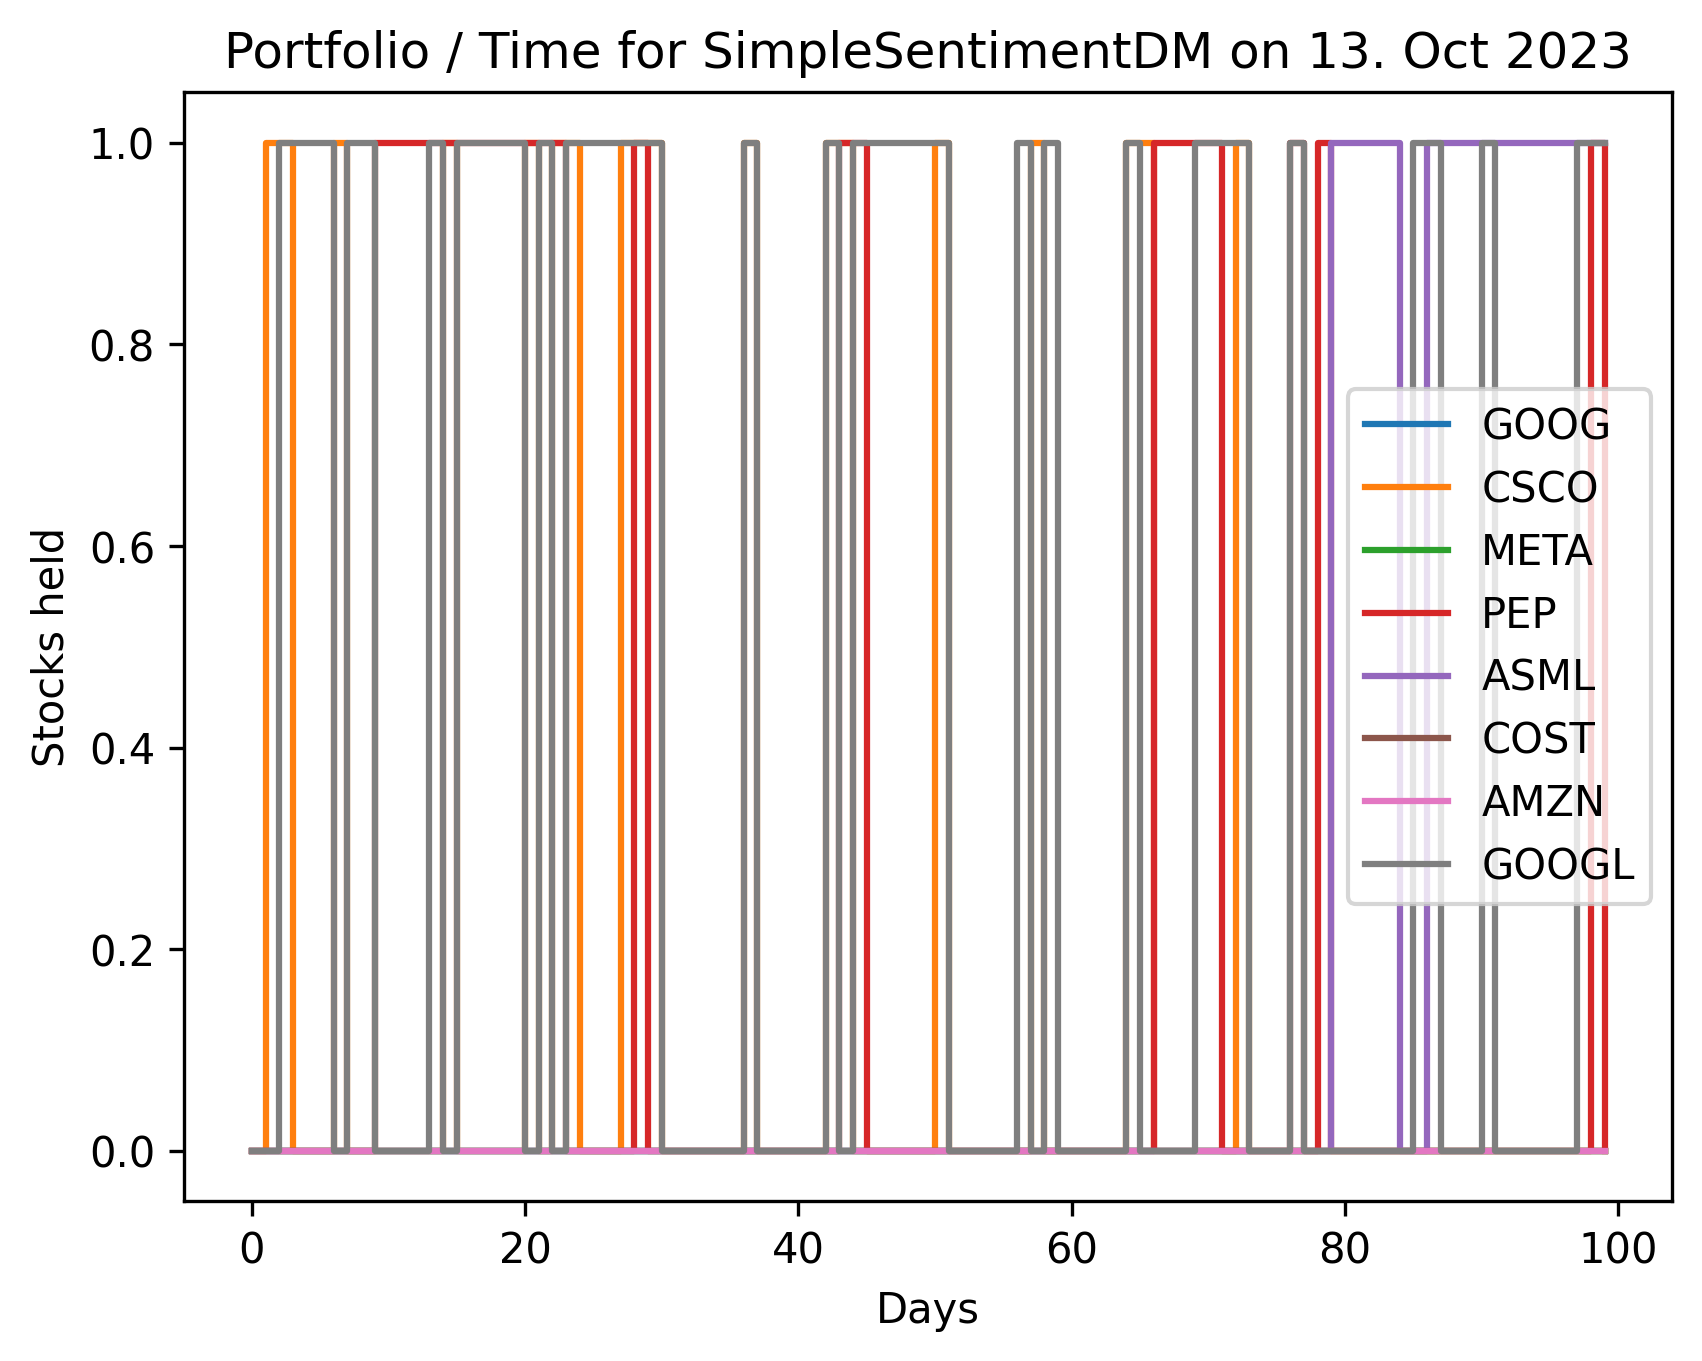 Portfolio / Time for SimpleSentimentDM on 13. Oct 2023
1.0
0.8
0.6
0.4
0.2
0.0
Stocks held
GOOG
CSCO
META
PEP
ASML
COST
AMZN
GOOGL
0 20 40 60 80 100
Days